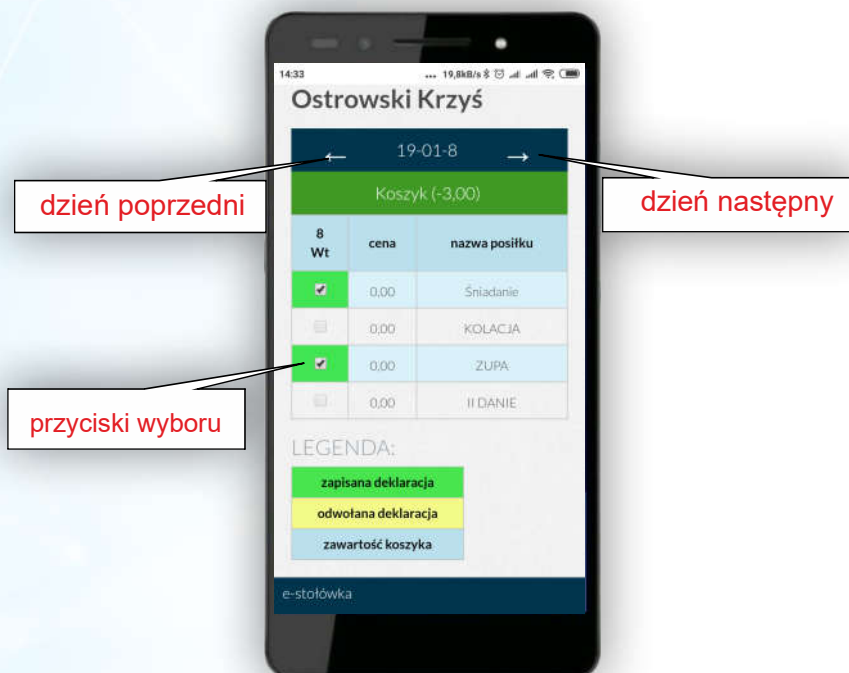 14:33 ... 19,8kB/s
Ostrowski Krzyś
← 19-01-8 →
dzień poprzedni
dzień następny
Koszyk (-3,00)
8 Wt cena nazwa posiłku
0,00 Śniadanie
0,00 KOLACJA
0,00 ZUPA
0,00 II DANIE
przyciski wyboru
LEGENDA:
zapisana deklaracja
odwołana deklaracja
zawartość koszyka
e-stołówka